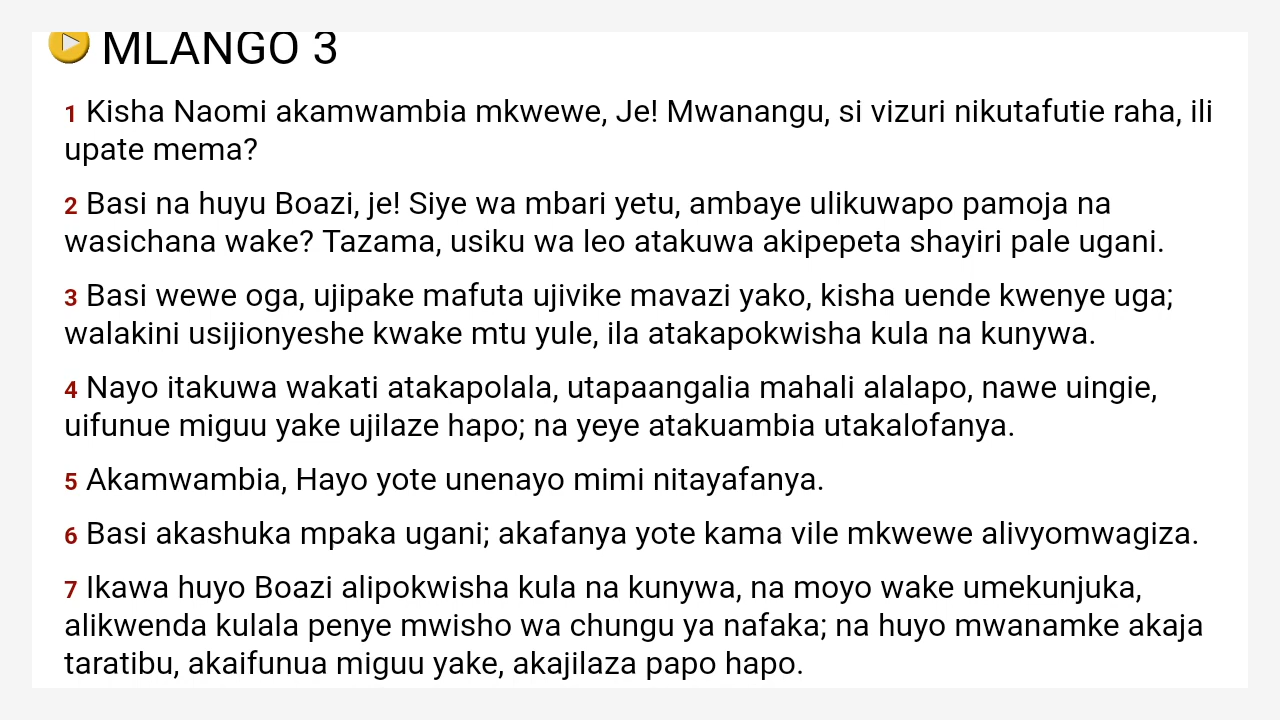 MLANGO 3
1 Kisha Naomi akamwambia mkwewe, Je! Mwanangu, si vizuri nikutafutie raha, ili
upate mema?
2 Basi na huyu Boazi, je! Siye wa mbari yetu, ambaye ulikuwapo pamoja na
wasichana wake? Tazama, usiku wa leo atakuwa akipepeta shayiri pale ugani.
3 Basi wewe oga, ujipake mafuta ujivike mavazi yako, kisha uende kwenye uga;
walakini usijionyeshe kwake mtu yule, ila atakapokwisha kula na kunywa.
4 Nayo itakuwa wakati atakapolala, utapaangalia mahali alalapo, nawe uingie,
uifunue miguu yake ujilaze hapo; na yeye atakuambia utakalofanya.
5 Akamwambia, Hayo yote unenayo mimi nitayafanya.
6 Basi akashuka mpaka ugani; akafanya yote kama vile mkwewe alivyomwagiza.
7 Ikawa huyo Boazi alipokwisha kula na kunywa, na moyo wake umekunjuka,
alikwenda kulala penye mwisho wa chungu ya nafaka; na huyo mwanamke akaja
taratibu, akaifunua miguu yake, akajilaza papo hapo.